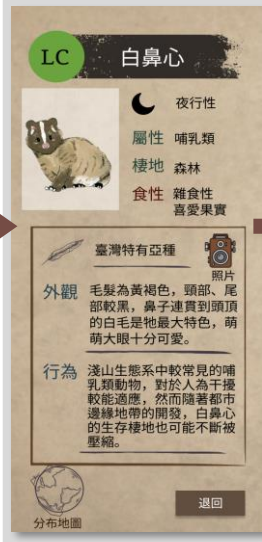 LC 白鼻心
夜行性
屬性 哺乳類
棲地 森林
食性 雜食性
喜愛果實
臺灣特有亞種
照片
外觀 毛髮為黃褐色，頸部、尾
部較黑，鼻子連貫到頭頂
的白毛是牠最大特色，萌
萌大眼十分可愛。
行為 淺山生態系中較常見的哺
乳類動物，對於人為干擾
較能適應，然而隨著都市
邊緣地帶的開發，白鼻心
的生存棲地也可能不斷被
壓縮。
分布地圖
退回